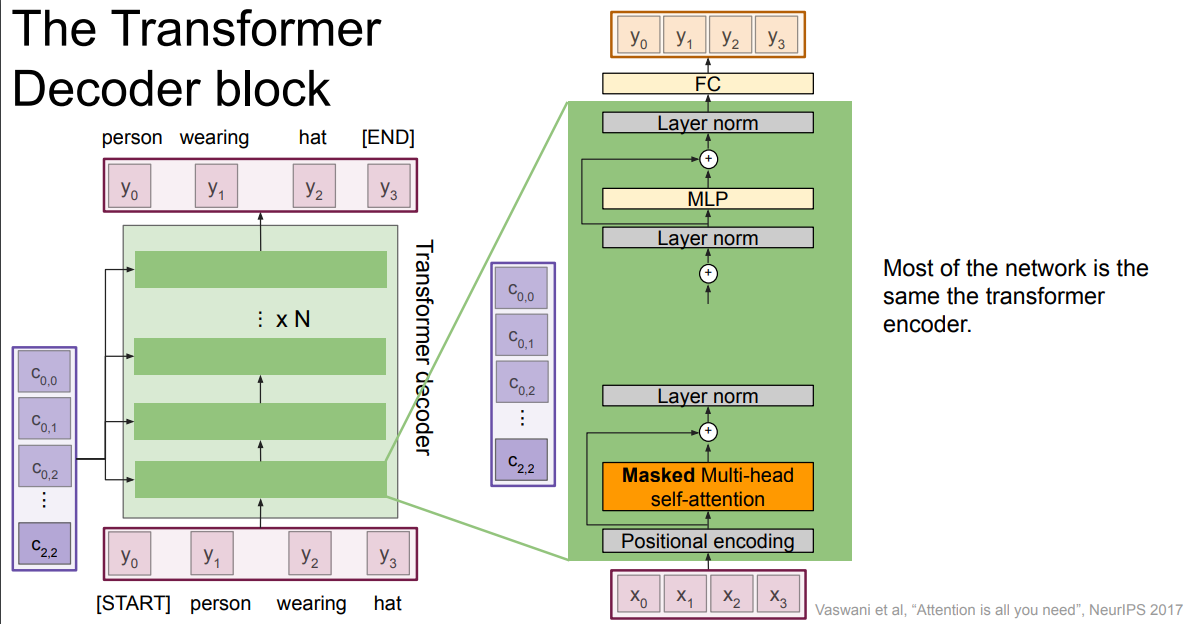 The Transformer
Decoder block
person wearing hat [END]
y0 y1 y2 y3
⋮ x N
Transformer decoder
c0,0
c0,1
c0,2
⋮
c2,2
y0 y1 y2 y3
[START] person wearing hat
y0 y1 y2 y3
FC
Layer norm
+
MLP
Layer norm
+
c0,0
c0,1
c0,2
⋮
c2,2
Layer norm
+
Masked Multi-head
self-attention
Positional encoding
x0 x1 x2 x3
Most of the network is the
same the transformer
encoder.
Vaswani et al, “Attention is all you need”, NeurIPS 2017